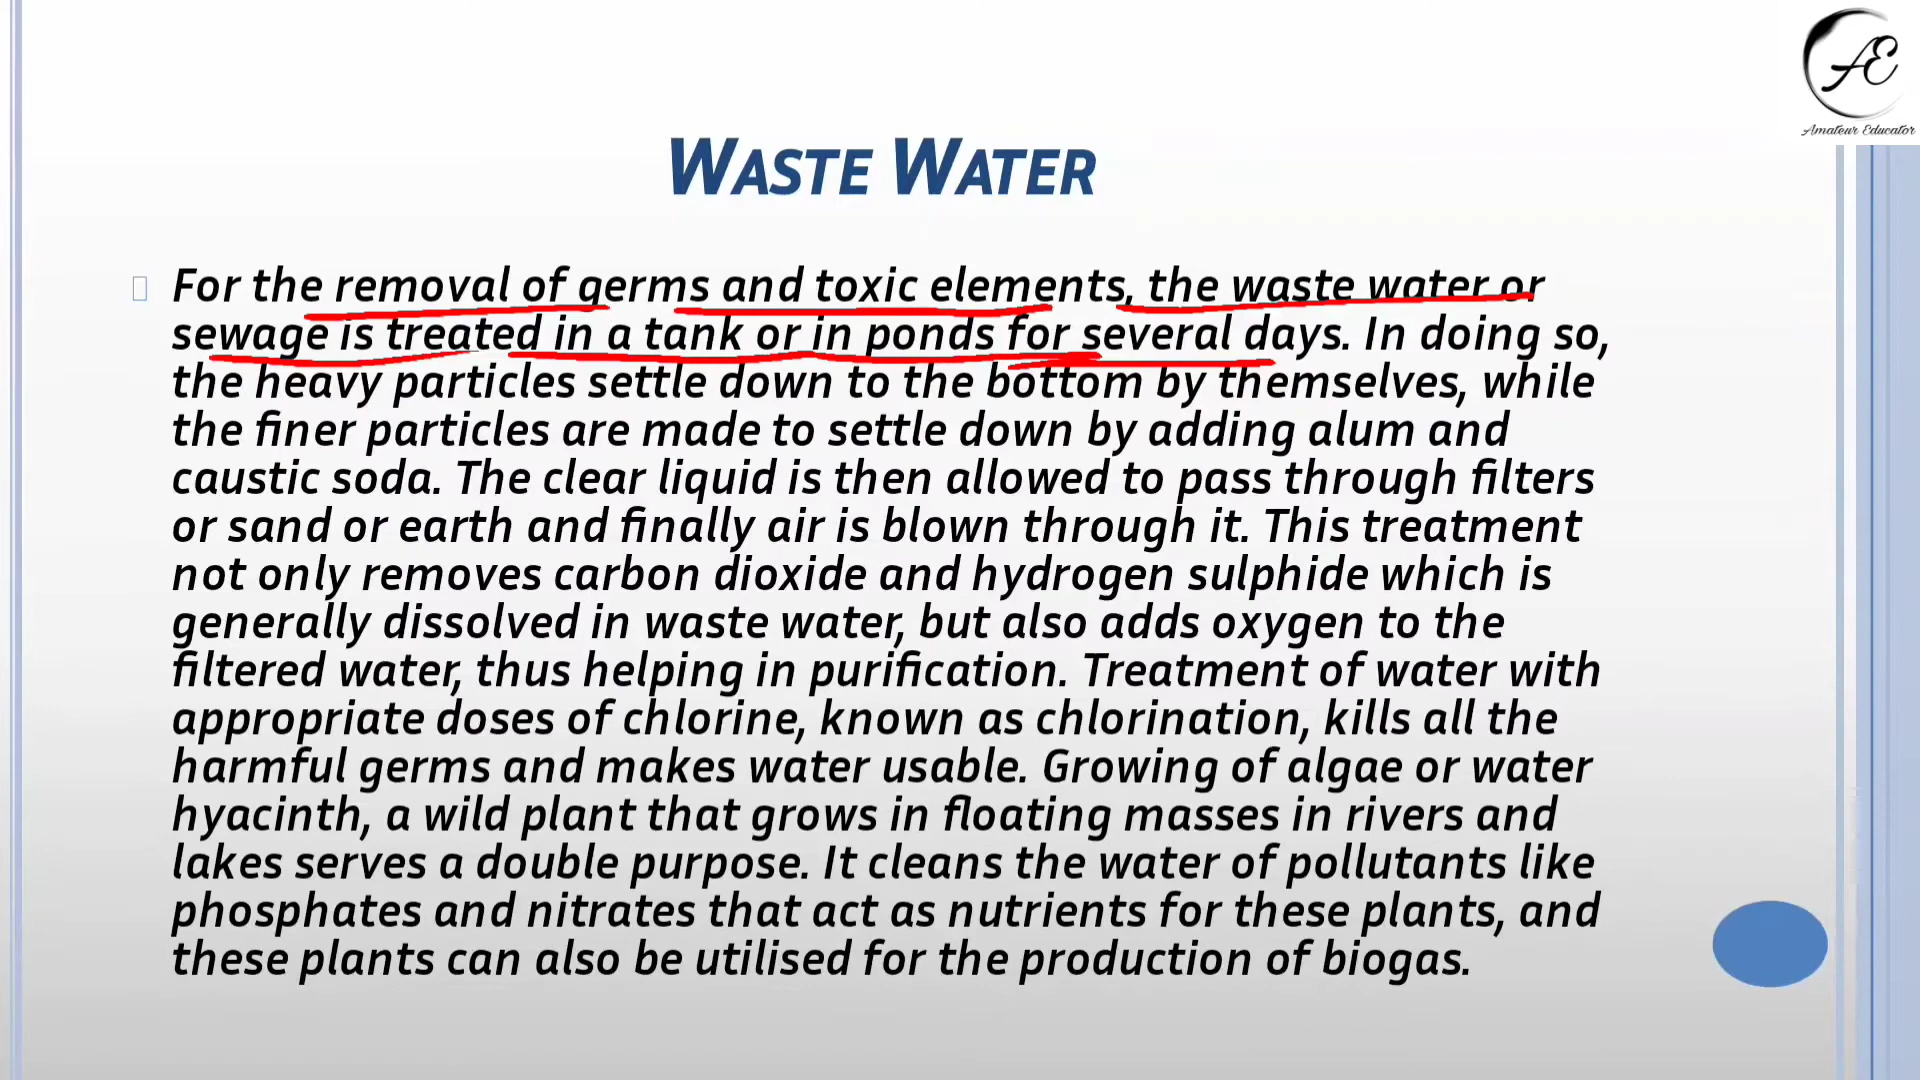 AE
Amateur Educator
WASTE WATER
For the removal of germs and toxic elements, the waste water or
sewage is treated in a tank or in ponds for several days. In doing so,
the heavy particles settle down to the bottom by themselves, while
the finer particles are made to settle down by adding alum and
caustic soda. The clear liquid is then allowed to pass through filters
or sand or earth and finally air is blown through it. This treatment
not only removes carbon dioxide and hydrogen sulphide which is
generally dissolved in waste water, but also adds oxygen to the
filtered water, thus helping in purification. Treatment of water with
appropriate doses of chlorine, known as chlorination, kills all the
harmful germs and makes water usable. Growing of algae or water
hyacinth, a wild plant that grows in floating masses in rivers and
lakes serves a double purpose. It cleans the water of pollutants like
phosphates and nitrates that act as nutrients for these plants, and
these plants can also be utilised for the production of biogas.